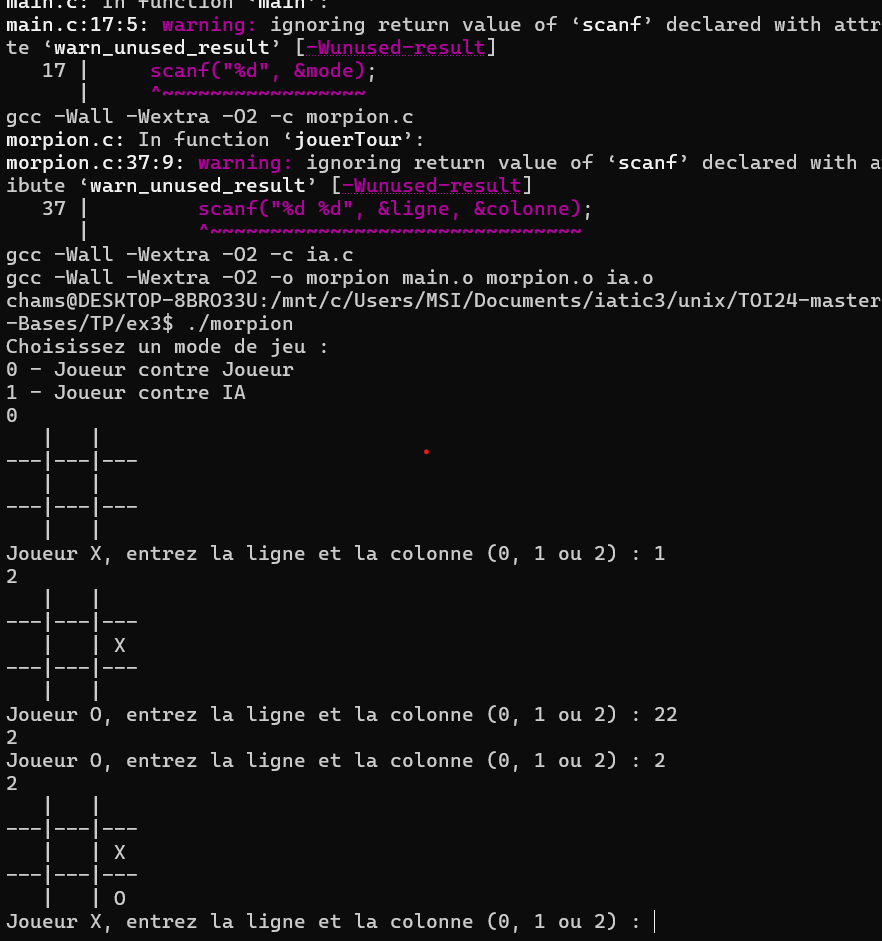 main.c: In function ‘main’:
main.c:17:5: warning: ignoring return value of ‘scanf’ declared with attr
te ‘warn_unused_result’ [-Wunused-result]
   17 |     scanf("%d", &mode);
      |     ^~~~~~~~~~~~~~~~~~
gcc -Wall -Wextra -O2 -c morpion.c
morpion.c: In function ‘jouerTour’:
morpion.c:37:9: warning: ignoring return value of ‘scanf’ declared with a
ibute ‘warn_unused_result’ [-Wunused-result]
   37 |         scanf("%d %d", &ligne, &colonne);
      |         ^~~~~~~~~~~~~~~~~~~~~~~~~~~~~~~~
gcc -Wall -Wextra -O2 -c ia.c
gcc -Wall -Wextra -O2 -o morpion main.o morpion.o ia.o
chams@DESKTOP-8BRO33U:/mnt/c/Users/MSI/Documents/iatic3/unix/TOI24-master
-Bases/TP/ex3$ ./morpion
Choisissez un mode de jeu :
0 - Joueur contre Joueur
1 - Joueur contre IA
0
   |   |
---|---|---
   |   |
---|---|---
   |   |
Joueur X, entrez la ligne et la colonne (0, 1 ou 2) : 1
2
   |   |
---|---|---
   |   | X
---|---|---
   |   |
Joueur O, entrez la ligne et la colonne (0, 1 ou 2) : 22
2
Joueur O, entrez la ligne et la colonne (0, 1 ou 2) : 2
2
   |   |
---|---|---
   |   | X
---|---|---
   |   | O
Joueur X, entrez la ligne et la colonne (0, 1 ou 2) :